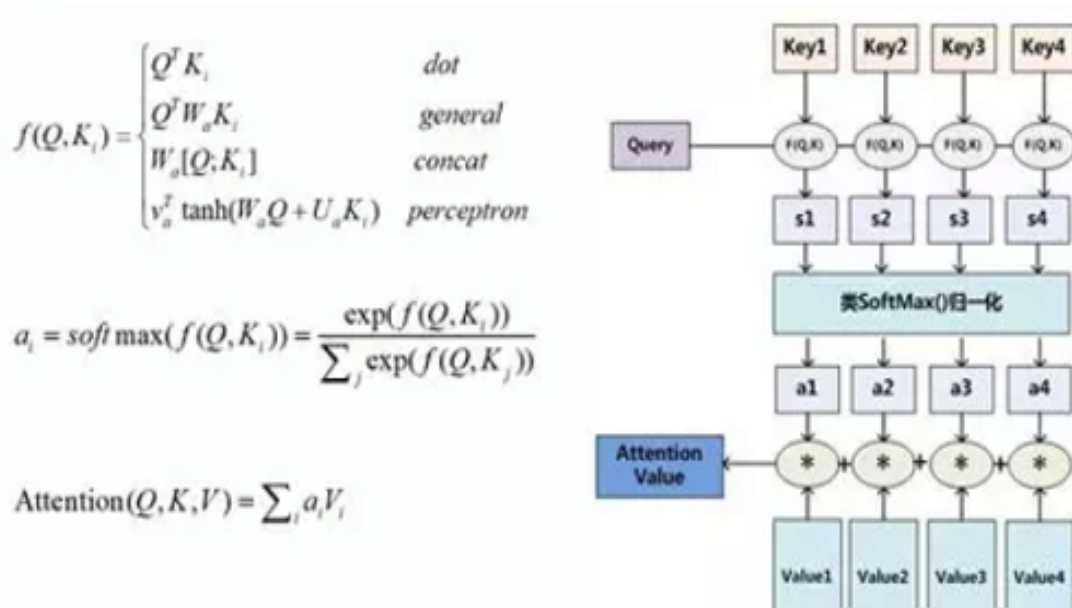 f(Q,K_i) = { Q^T K_i dot
Q^T W_a K_i general
W_a[Q;K_i] concat
v_a^T tanh(W_a Q + U_a K_i) perceptron
a_i = soft max(f(Q,K_i)) = exp(f(Q,K_i)) / ∑_j exp(f(Q,K_j))
Attention(Q,K,V) = ∑_i a_i V_i
Key1 Key2 Key3 Key4
Query F(Q,K) F(Q,K) F(Q,K) F(Q,K)
s1 s2 s3 s4
类SoftMax()归一化
a1 a2 a3 a4
Attention
Value
* + * + * + *
Value1 Value2 Value3 Value4